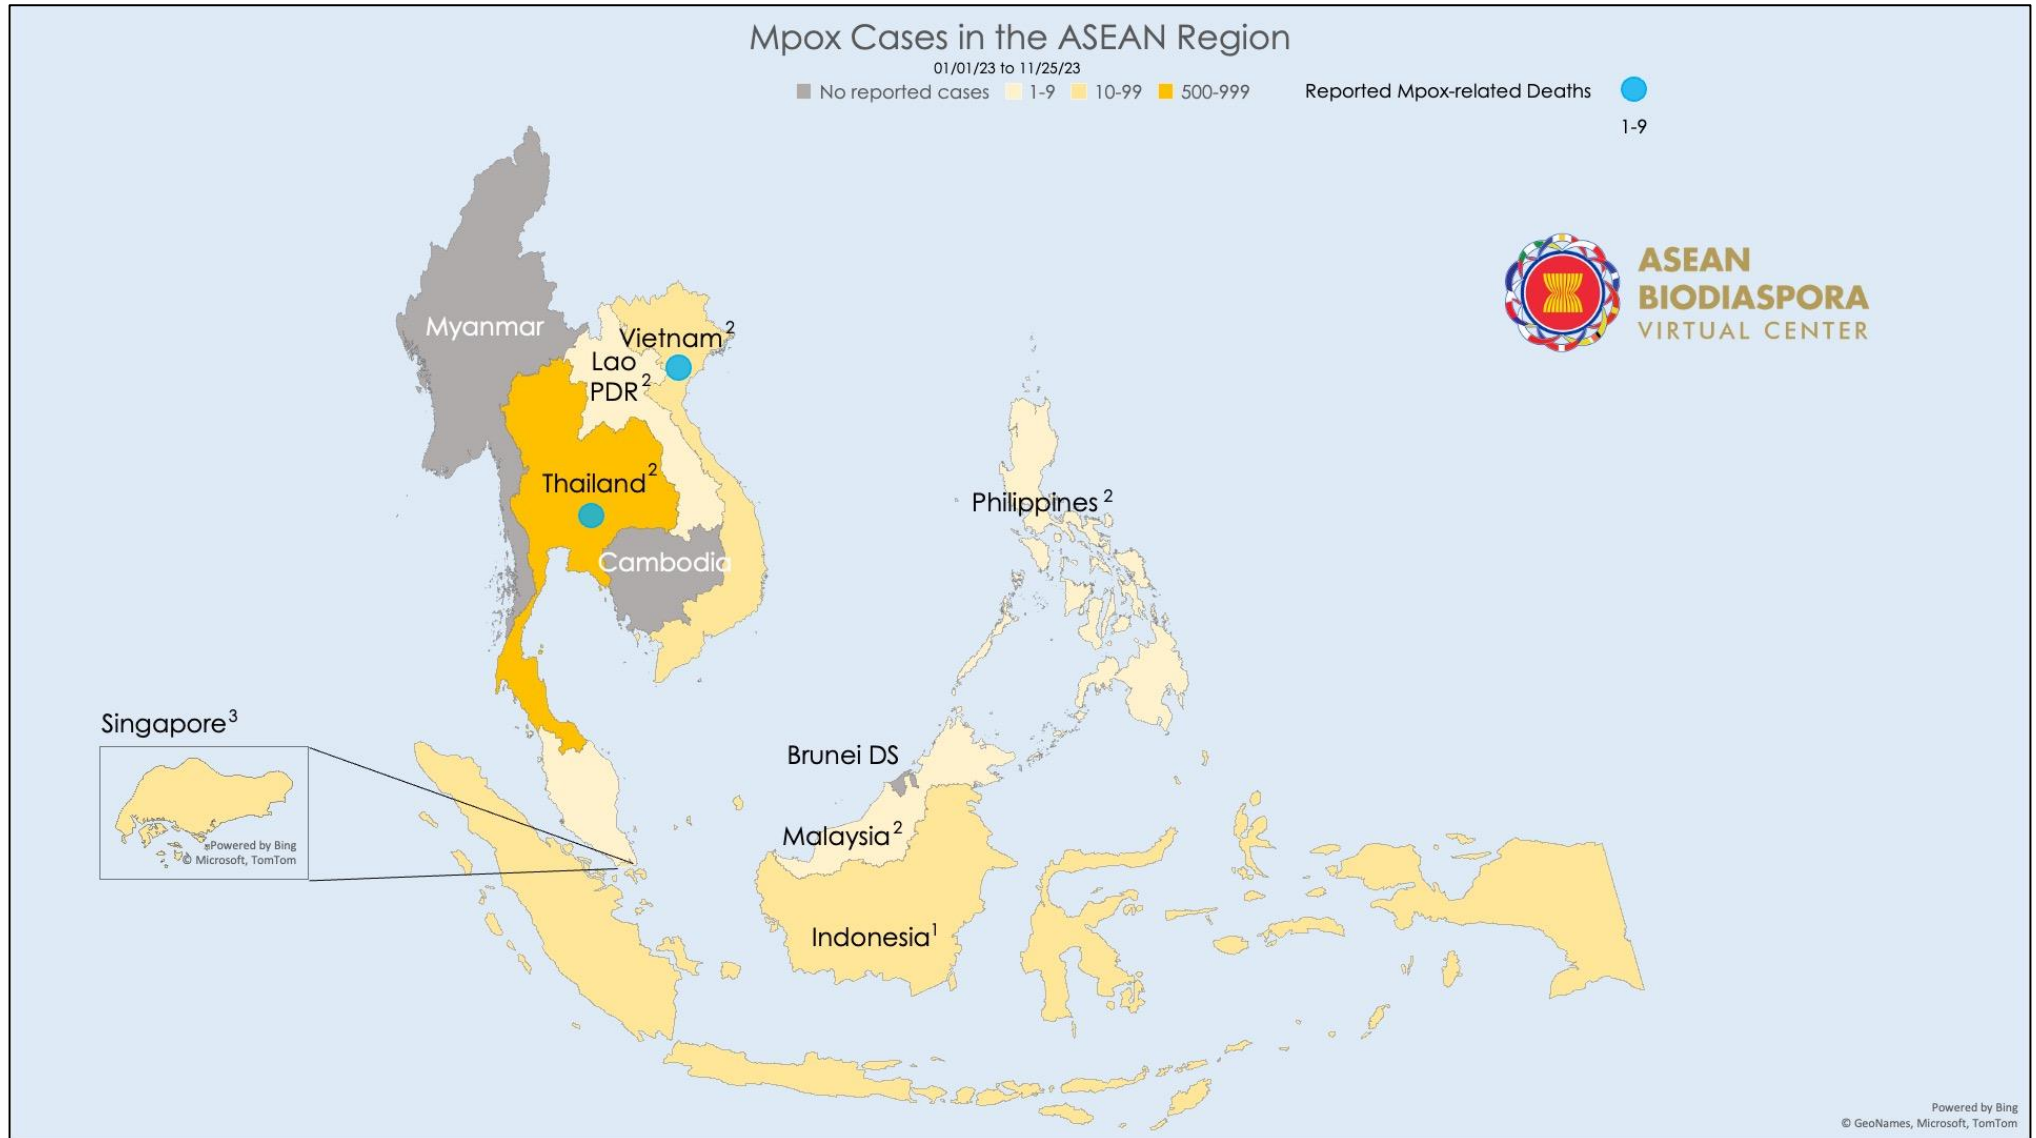 Mpox Cases in the ASEAN Region
01/01/23 to 11/25/23
No reported cases 1-9 10-99 500-999 Reported Mpox-related Deaths
1-9
ASEAN
BIODIASPORA
VIRTUAL CENTER
Myanmar
Vietnam²
Lao
PDR²
Thailand²
Philippines ²
Cambodia
Singapore³
Powered by Bing
© Microsoft, TomTom
Brunei DS
Malaysia²
Indonesia¹
Powered by Bing
© GeoNames, Microsoft, TomTom